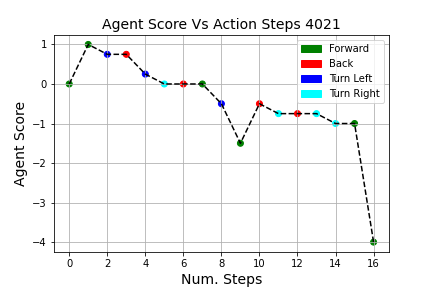 Agent Score Vs Action Steps 4021
Forward
Back
Turn Left
Turn Right
Agent Score
1
0
−1
−2
−3
−4
0 2 4 6 8 10 12 14 16
Num. Steps